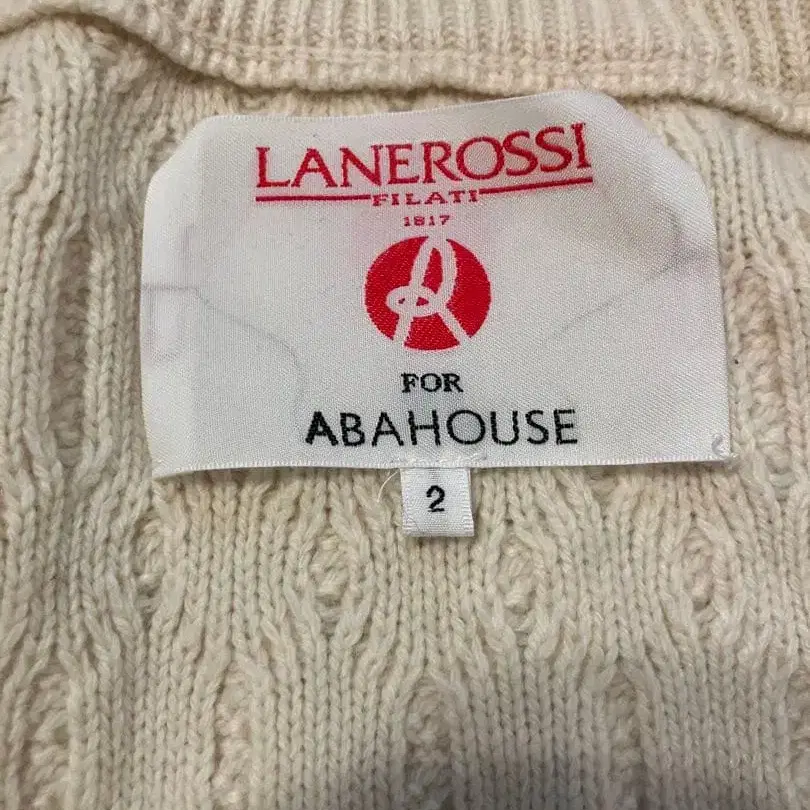 LANEROSSI
FILATI
1817
FOR
ABAHOUSE
2